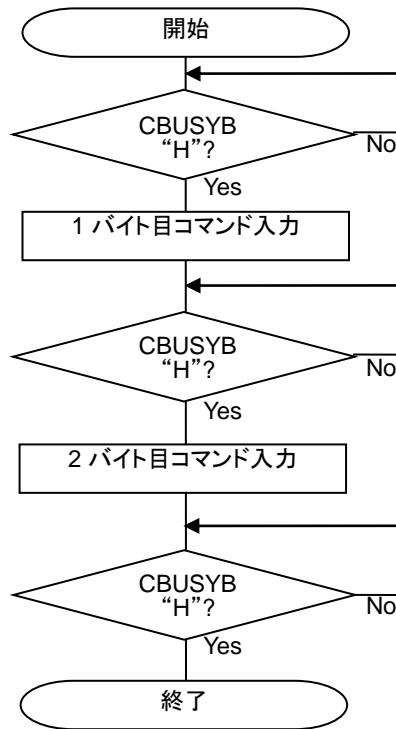 開始
CBUSYB
“H”?
No
Yes
1 バイト目コマンド入力
CBUSYB
“H”?
No
Yes
2 バイト目コマンド入力
CBUSYB
“H”?
No
Yes
終了